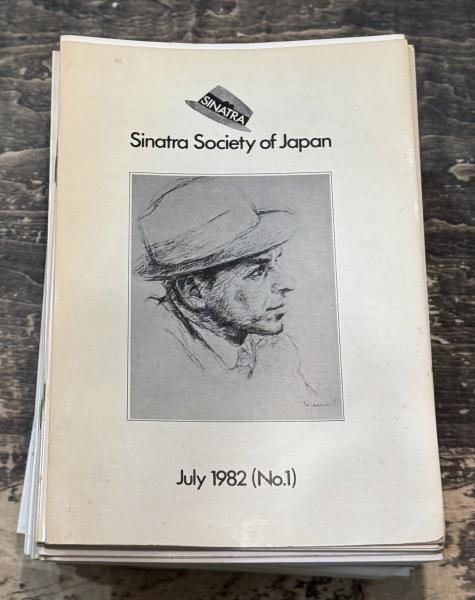 SINATRA
Sinatra Society of Japan
July 1982 (No.1)